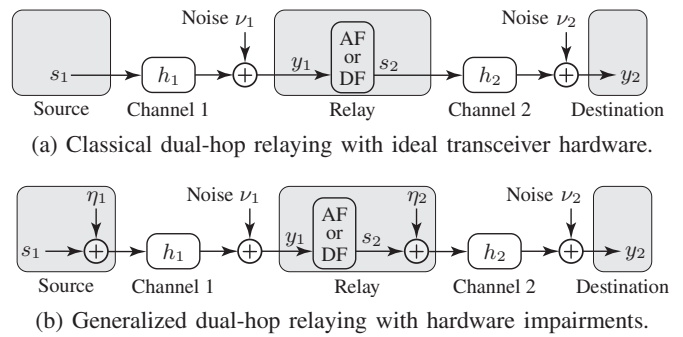 Noise ν₁
Noise ν₂
AF
or
DF
s₁
h₁
y₁
s₂
h₂
y₂
Source
Channel 1
Relay
Channel 2
Destination
(a) Classical dual-hop relaying with ideal transceiver hardware.
η₁
Noise ν₁
η₂
Noise ν₂
AF
or
DF
s₁
h₁
y₁
s₂
h₂
y₂
Source
Channel 1
Relay
Channel 2
Destination
(b) Generalized dual-hop relaying with hardware impairments.